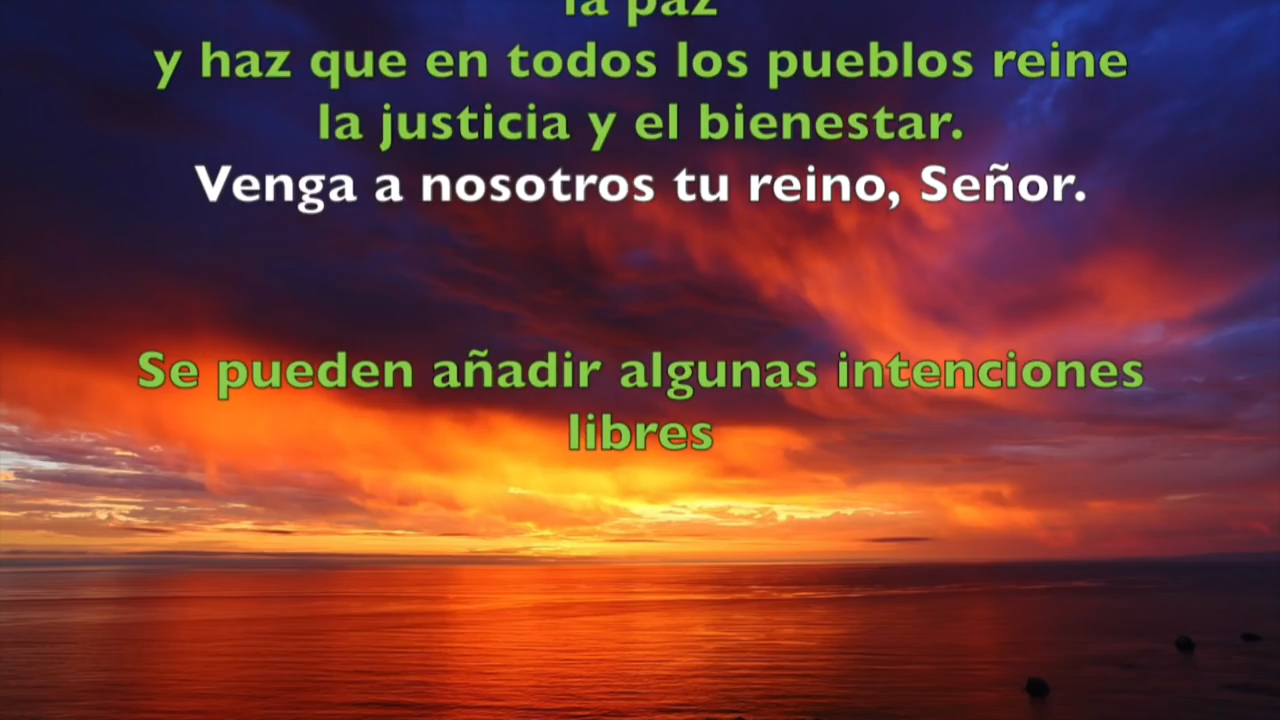 la paz
y haz que en todos los pueblos reine
la justicia y el bienestar.
Venga a nosotros tu reino, Señor.
Se pueden añadir algunas intenciones
libres